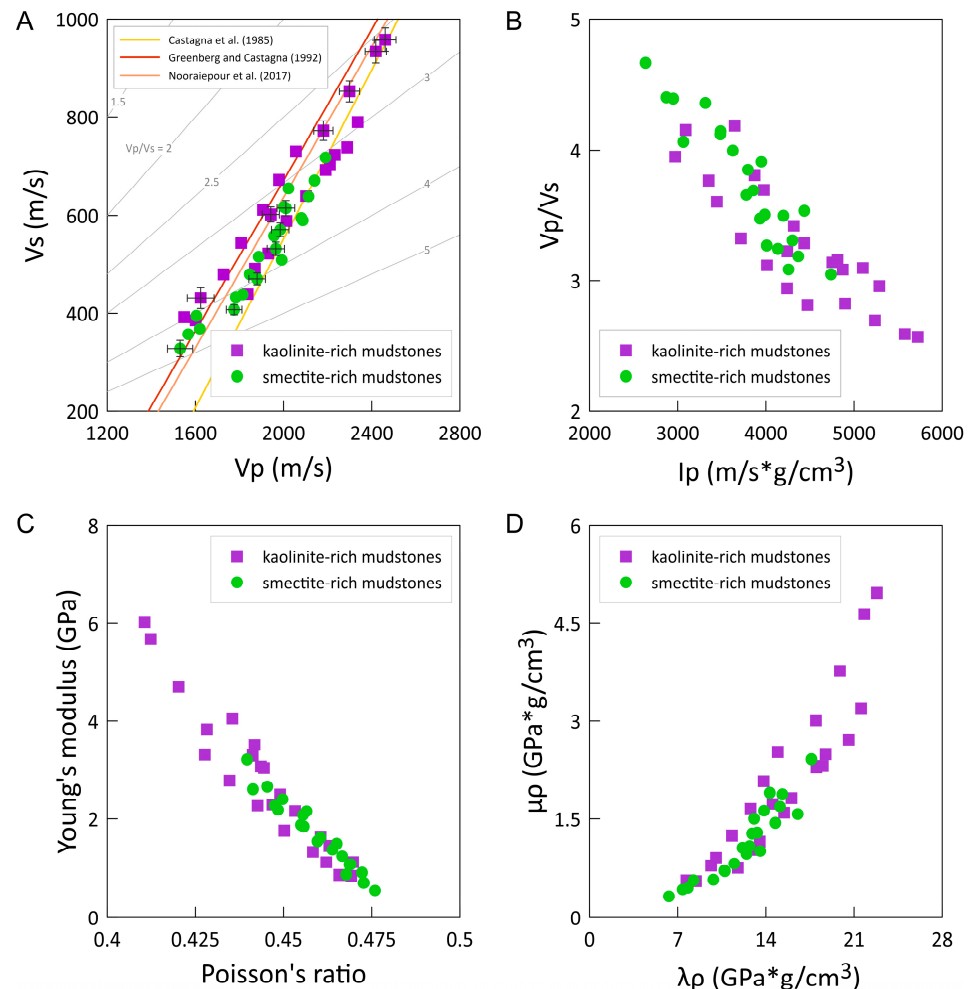 A
1000
800
600
400
200
Vs (m/s)
Castagna et al. (1985)
Greenberg and Castagna (1992)
Nooraiepour et al. (2017)
1.5
Vp/Vs = 2
2.5
3
4
5
kaolinite-rich mudstones
smectite-rich mudstones
1200
1600
2000
2400
2800
Vp (m/s)
B
5
4
3
2
Vp/Vs
kaolinite-rich mudstones
smectite-rich mudstones
2000
3000
4000
5000
6000
Ip (m/s*g/cm³)
C
8
6
4
2
0
Young's modulus (GPa)
kaolinite-rich mudstones
smectite-rich mudstones
0.4
0.425
0.45
0.475
0.5
Poisson's ratio
D
6
4.5
3
1.5
0
μρ (GPa*g/cm³)
kaolinite-rich mudstones
smectite-rich mudstones
0
7
14
21
28
λρ (GPa*g/cm³)